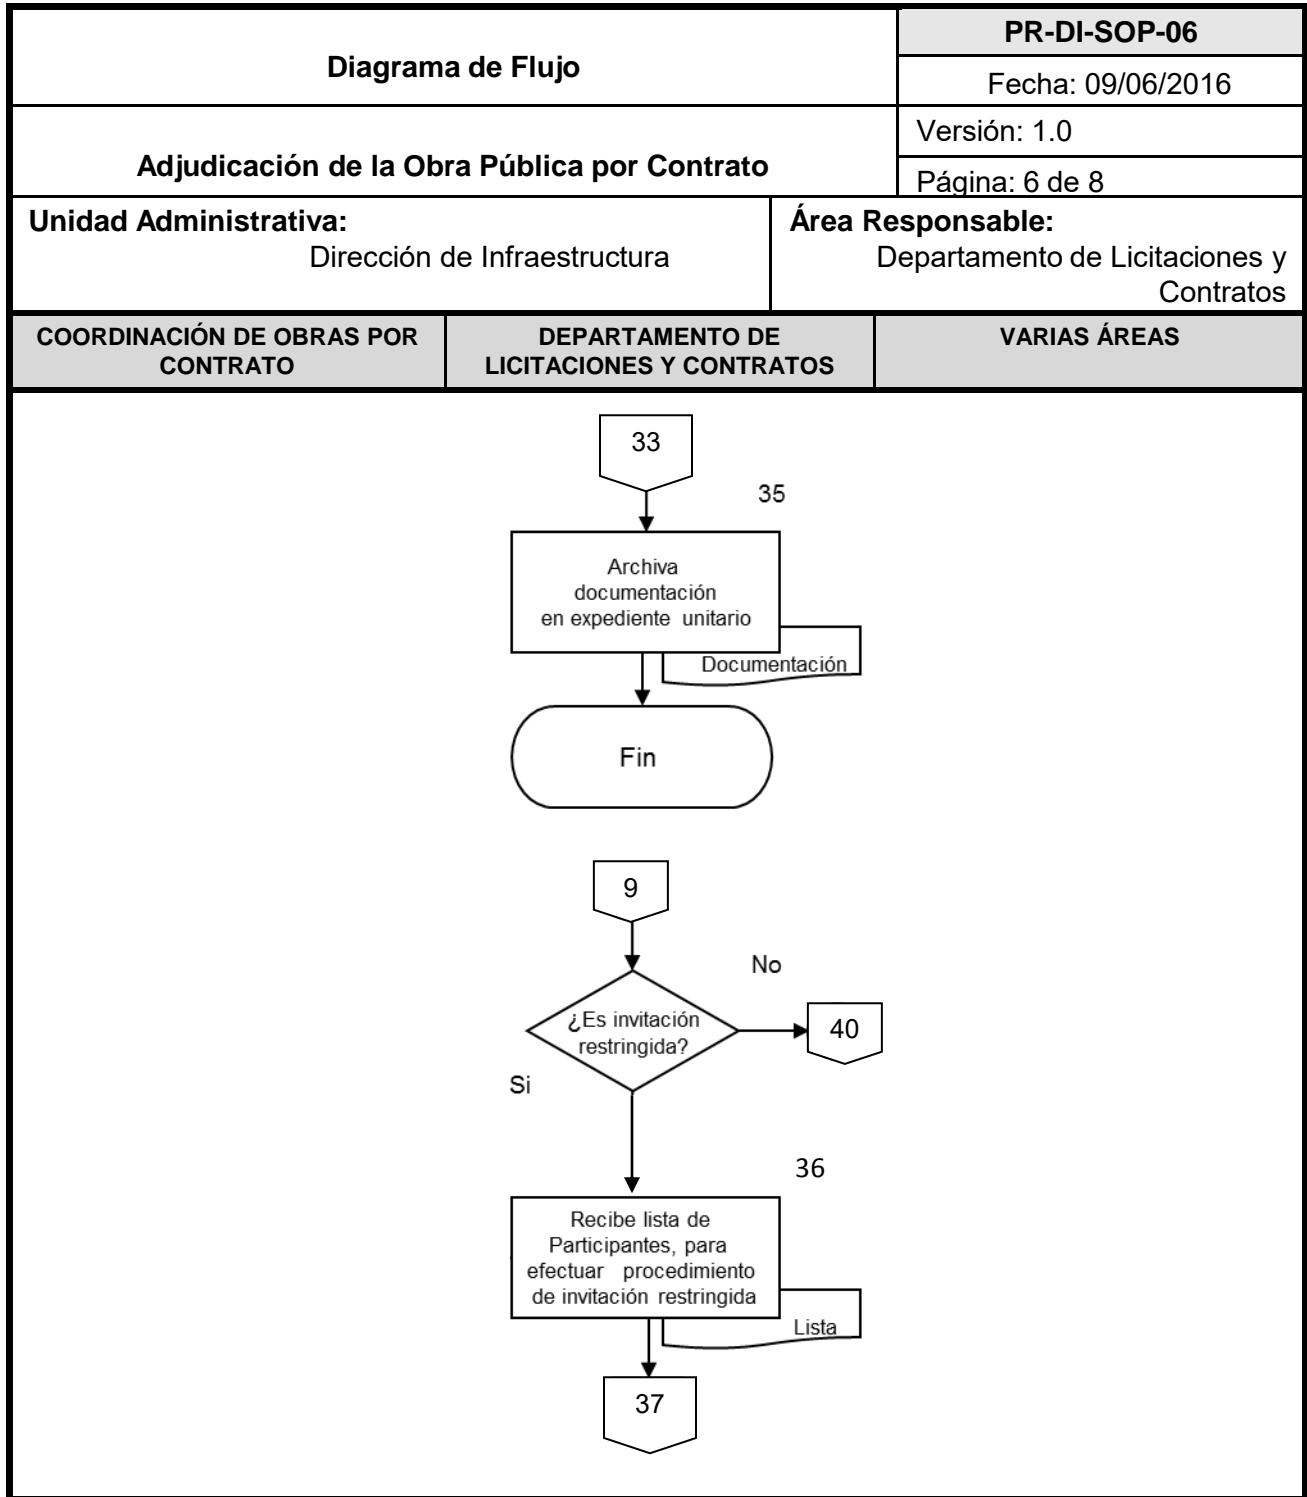 Diagrama de Flujo
PR-DI-SOP-06
Fecha: 09/06/2016
Adjudicación de la Obra Pública por Contrato
Versión: 1.0
Página: 6 de 8
Unidad Administrativa:
Dirección de Infraestructura
Área Responsable:
Departamento de Licitaciones y
Contratos
COORDINACIÓN DE OBRAS POR
CONTRATO
DEPARTAMENTO DE
LICITACIONES Y CONTRATOS
VARIAS ÁREAS
33
35
Archiva
documentación
en expediente unitario
Documentación
Fin
9
No
¿Es invitación
restringida?
40
Si
36
Recibe lista de
Participantes, para
efectuar procedimiento
de invitación restringida
Lista
37